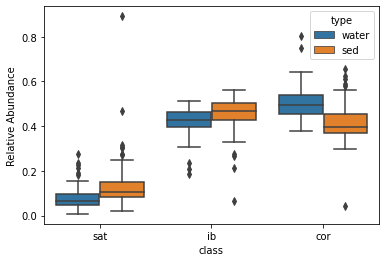 type
water
sed
Relative Abundance
0.8
0.6
0.4
0.2
0.0
sat
ib
cor
class